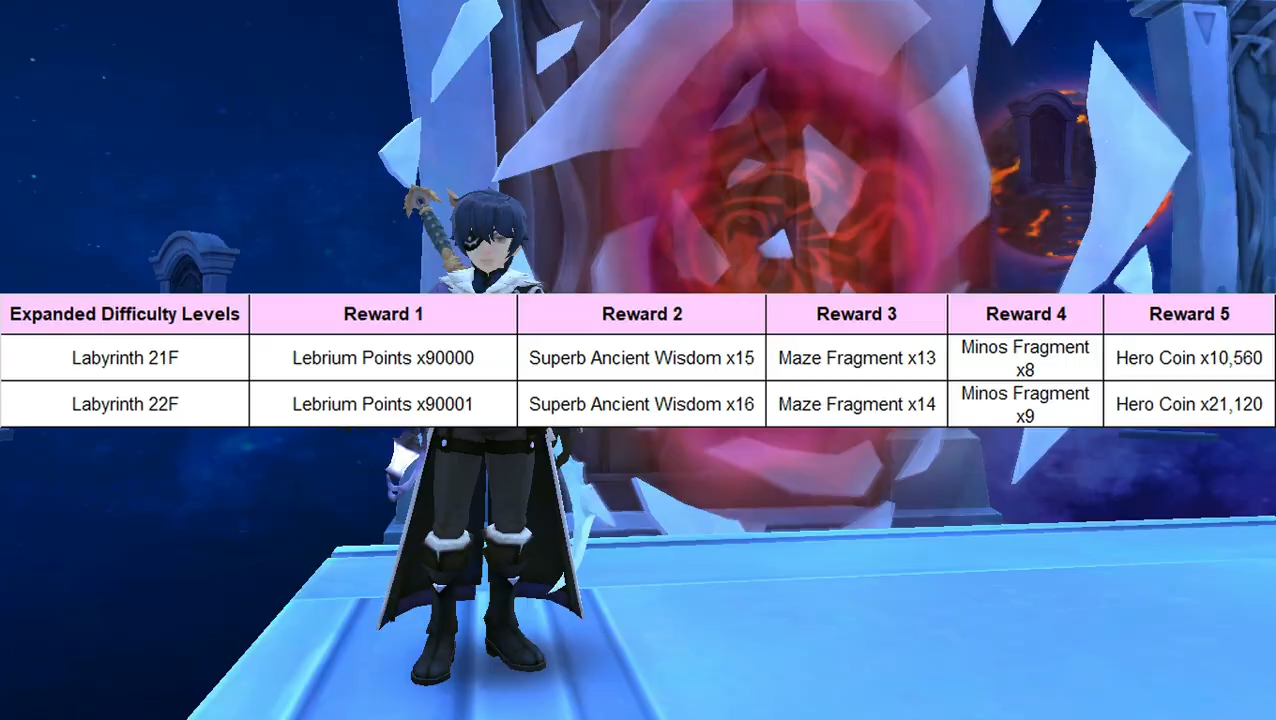 Expanded Difficulty Levels Reward 1 Reward 2 Reward 3 Reward 4 Reward 5
Labyrinth 21F Lebrium Points x90000 Superb Ancient Wisdom x15 Maze Fragment x13 Minos Fragment x8 Hero Coin x10,560
Labyrinth 22F Lebrium Points x90001 Superb Ancient Wisdom x16 Maze Fragment x14 Minos Fragment x9 Hero Coin x21,120